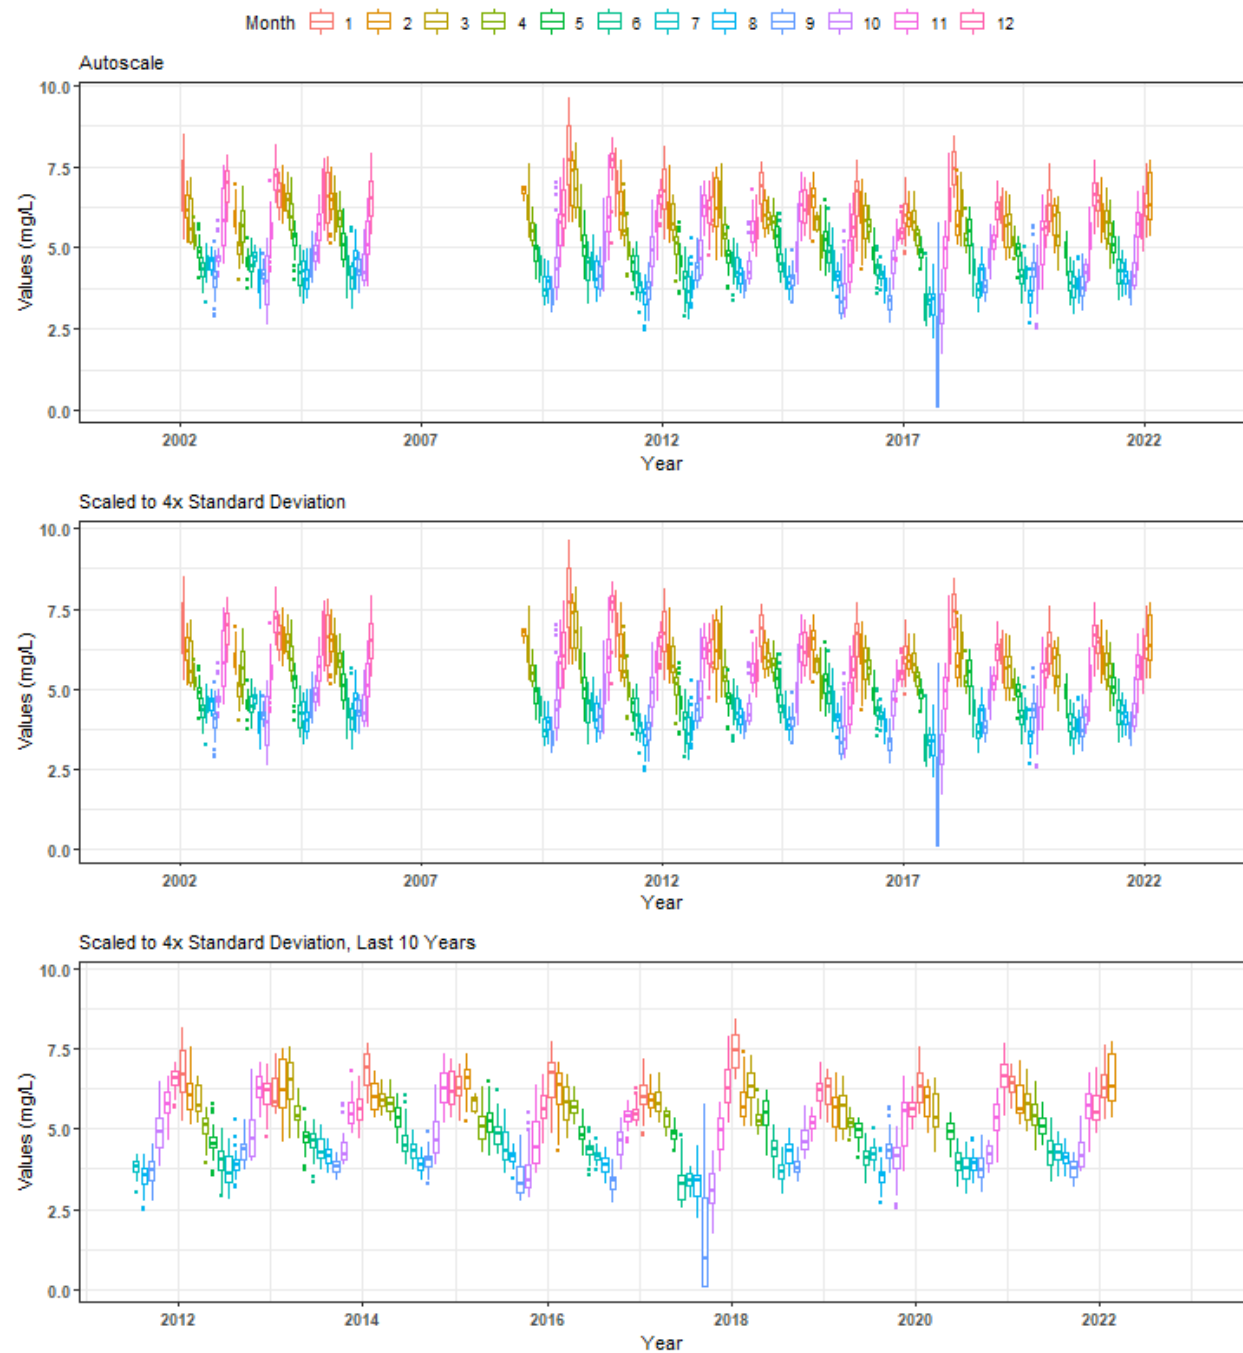 Month 1 2 3 4 5 6 7 8 9 10 11 12
Autoscale
10.0
7.5
5.0
2.5
0.0
Values (mg/L)
2002 2007 2012 2017 2022
Year
Scaled to 4x Standard Deviation
10.0
7.5
5.0
2.5
0.0
Values (mg/L)
2002 2007 2012 2017 2022
Year
Scaled to 4x Standard Deviation, Last 10 Years
10.0
7.5
5.0
2.5
0.0
Values (mg/L)
2012 2014 2016 2018 2020 2022
Year